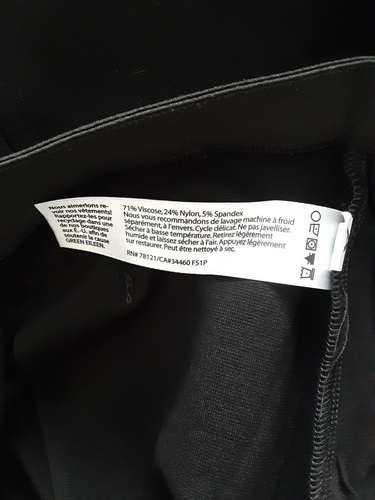 Nous aimerions re-
voir nos vêtements!
Rapportez-les pour
recyclage dans une
de nos boutiques
aux É.-U. afin de
soutenir la cause
GREEN EILEEN.
71% Viscose, 24% Nylon, 5% Spandex
Nous vous recommandons de lavage machine à froid
séparément, à l'envers. Cycle délicat. Ne pas javelliser.
Sécher à basse température. Retirez légèrement
humide et laissez sécher à l'air. Appuyez légèrement
sur restaurer. Peut être nettoyé à sec.
RN# 78121/CA#34460 F51P